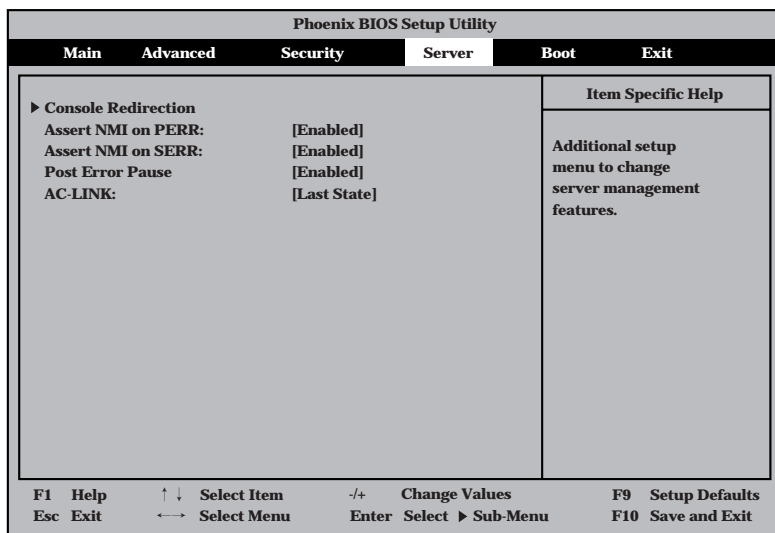 Phoenix BIOS Setup Utility
Main Advanced Security Server Boot Exit
▶ Console Redirection
Assert NMI on PERR: [Enabled]
Assert NMI on SERR: [Enabled]
Post Error Pause [Enabled]
AC-LINK: [Last State]
Item Specific Help
Additional setup
menu to change
server management
features.
F1 Help ↑↓ Select Item -/+ Change Values F9 Setup Defaults
Esc Exit ←→ Select Menu Enter Select ▶ Sub-Menu F10 Save and Exit